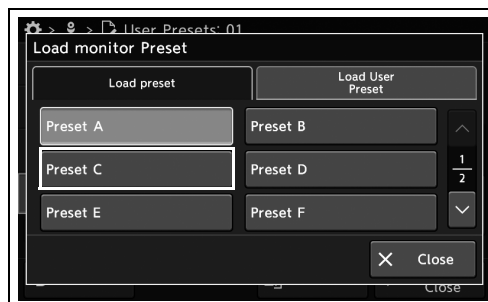 > > User Presets: 01
Load monitor Preset
Load preset
Load User
Preset
Preset A
Preset B
Preset C
Preset D
1
2
Preset E
Preset F
Close
Close